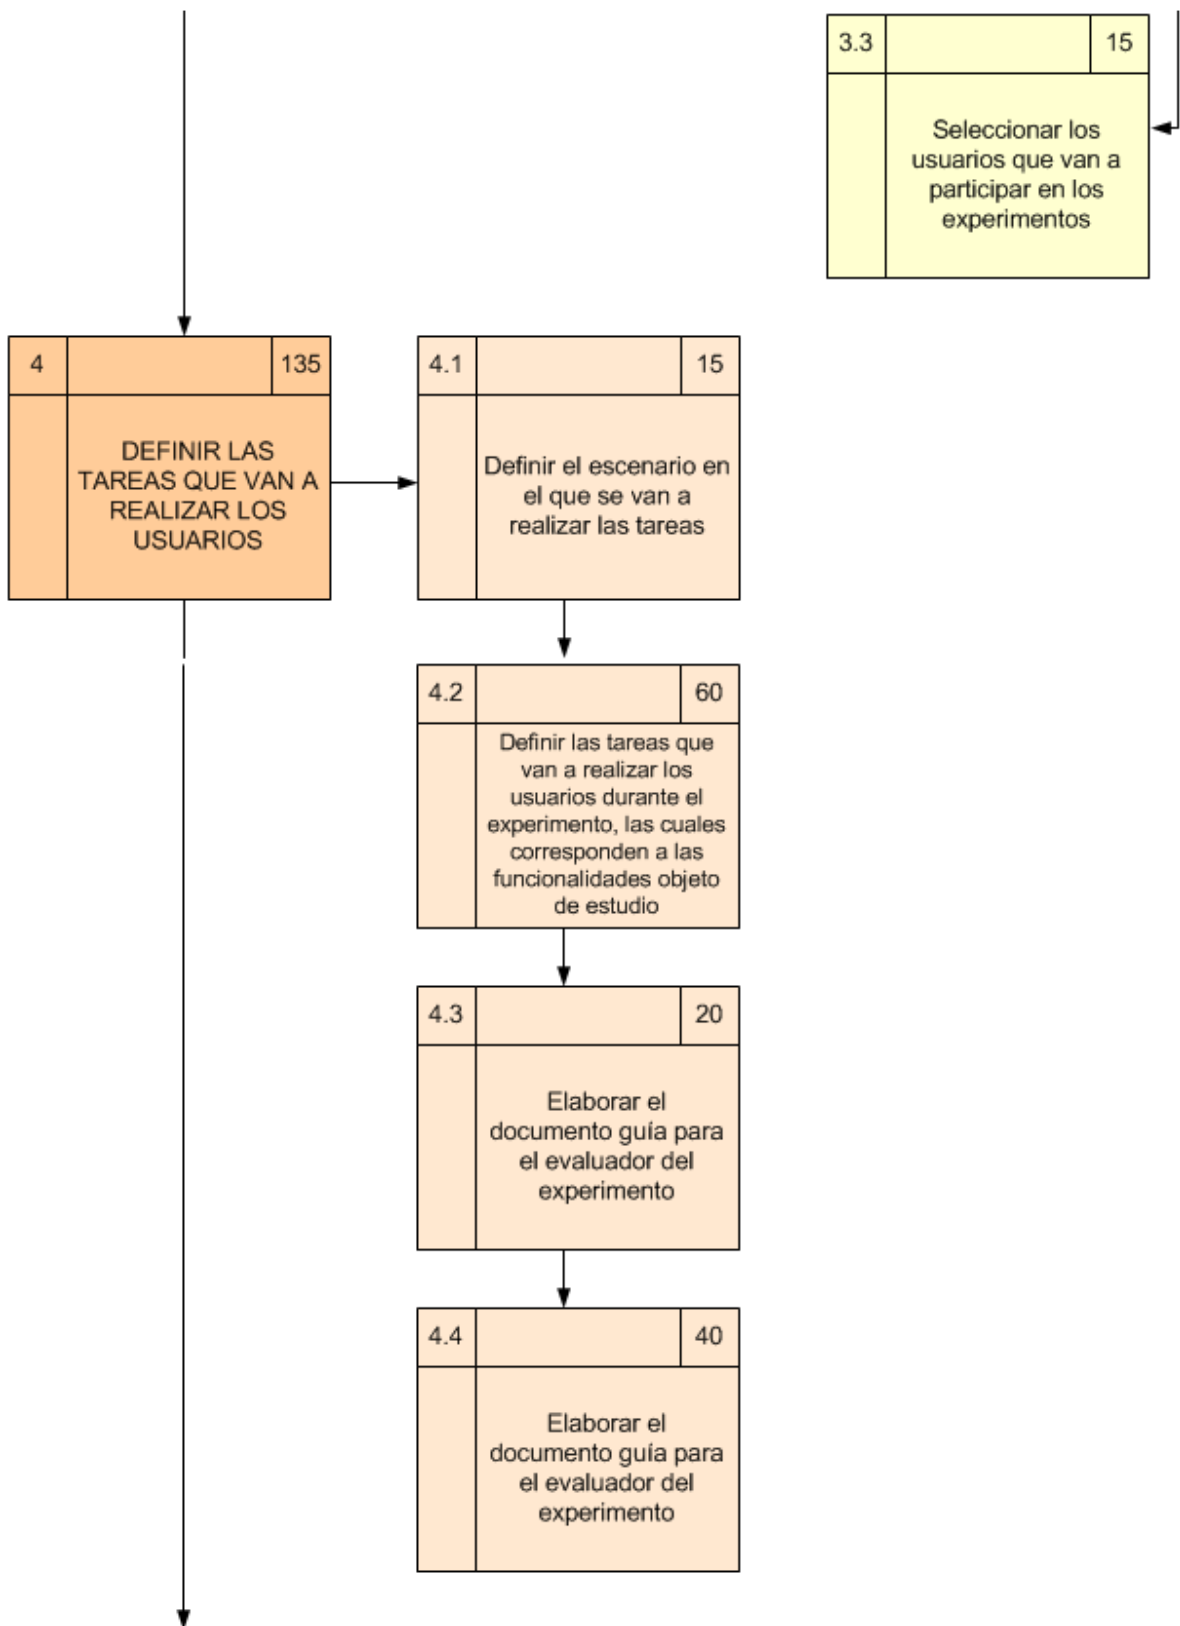 3.3
15
Seleccionar los
usuarios que van a
participar en los
experimentos
4
135
DEFINIR LAS
TAREAS QUE VAN A
REALIZAR LOS
USUARIOS
4.1
15
Definir el escenario en
el que se van a
realizar las tareas
4.2
60
Definir las tareas que
van a realizar los
usuarios durante el
experimento, las cuales
corresponden a las
funcionalidades objeto
de estudio
4.3
20
Elaborar el
documento guía para
el evaluador del
experimento
4.4
40
Elaborar el
documento guía para
el evaluador del
experimento